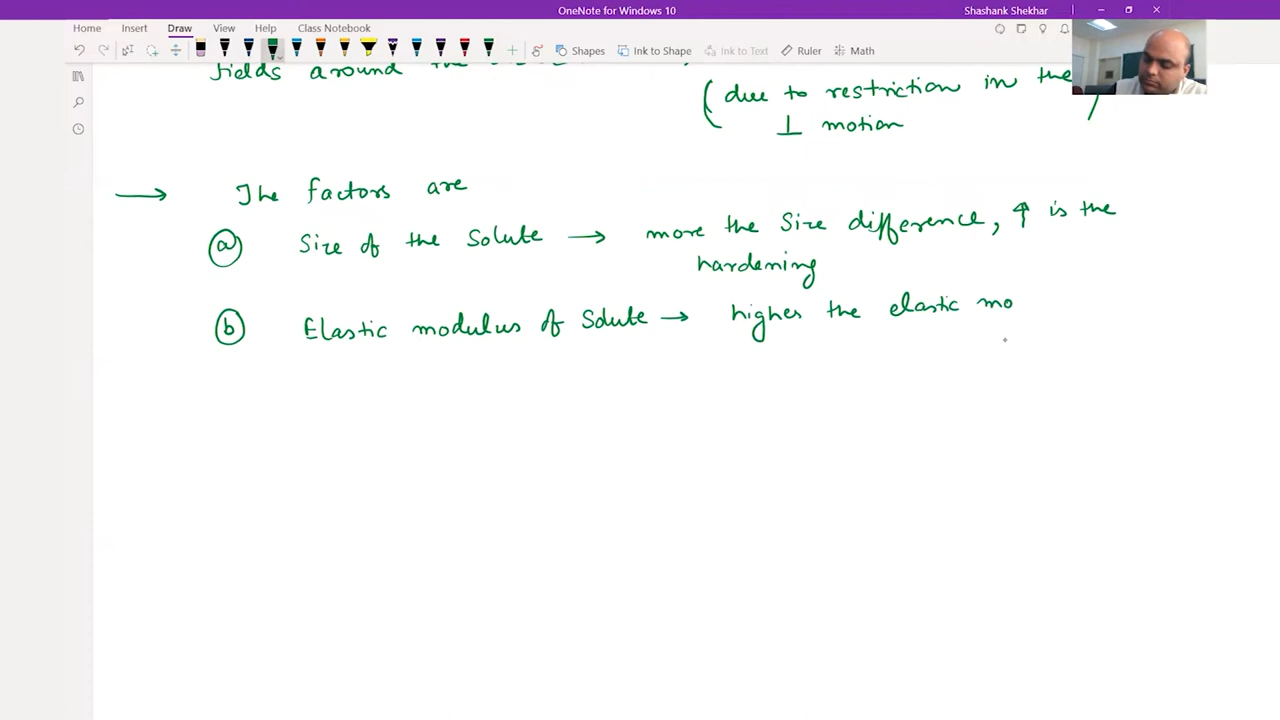 OneNote for Windows 10
Shashank Shekhar
Home Insert Draw View Help Class Notebook
Shapes Ink to Shape Ink to Text Ruler Math
fields around the
(due to restriction in the
⊥ motion)
→ The factors are
(a) Size of the Solute → more the Size difference, ↑ is the
hardening
(b) Elastic modulus of Solute → higher the elastic mo